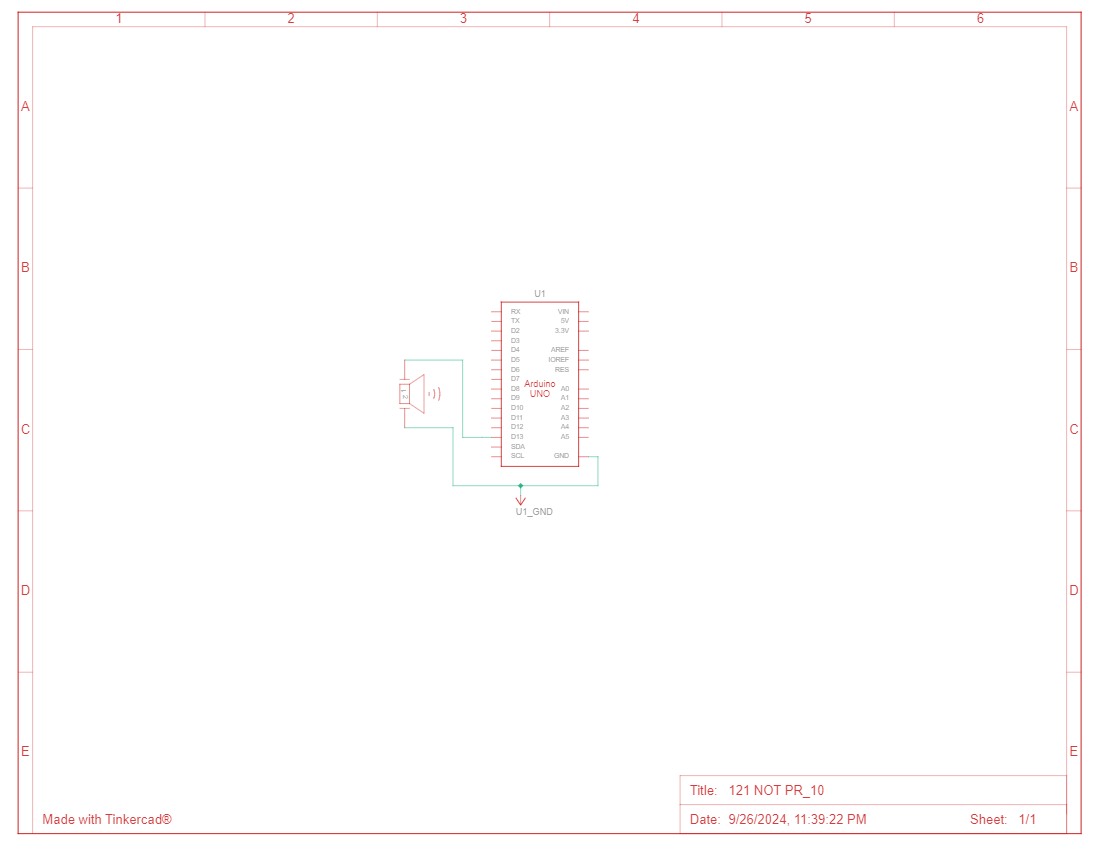 1 2 3 4 5 6
A A
B B
U1
RX VIN
TX 5V
D2 3.3V
D3
D4 AREF
D5 IOREF
D6 RES
D7
Arduino
UNO
D8 A0
D9 A1
D10 A2
D11 A3
D12 A4
D13 A5
SDA
SCL GND
L2
C C
U1_GND
D D
E E
Title: 121 NOT PR_10
Made with Tinkercad® Date: 9/26/2024, 11:39:22 PM Sheet: 1/1